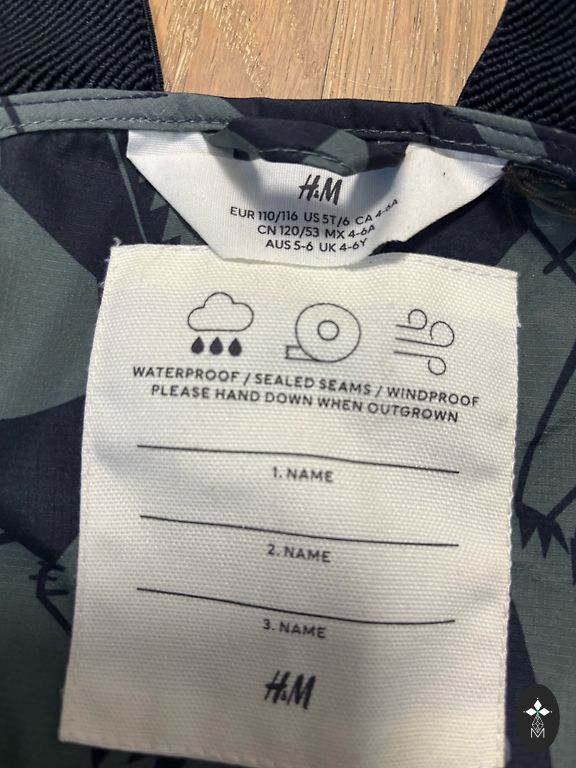 H&M
EUR 110/116 US 5T/6 CA 4-6A
CN 120/53 MX 4-6A
AUS 5-6 UK 4-6Y
WATERPROOF / SEALED SEAMS / WINDPROOF
PLEASE HAND DOWN WHEN OUTGROWN
1. NAME
2. NAME
3. NAME
H&M
M